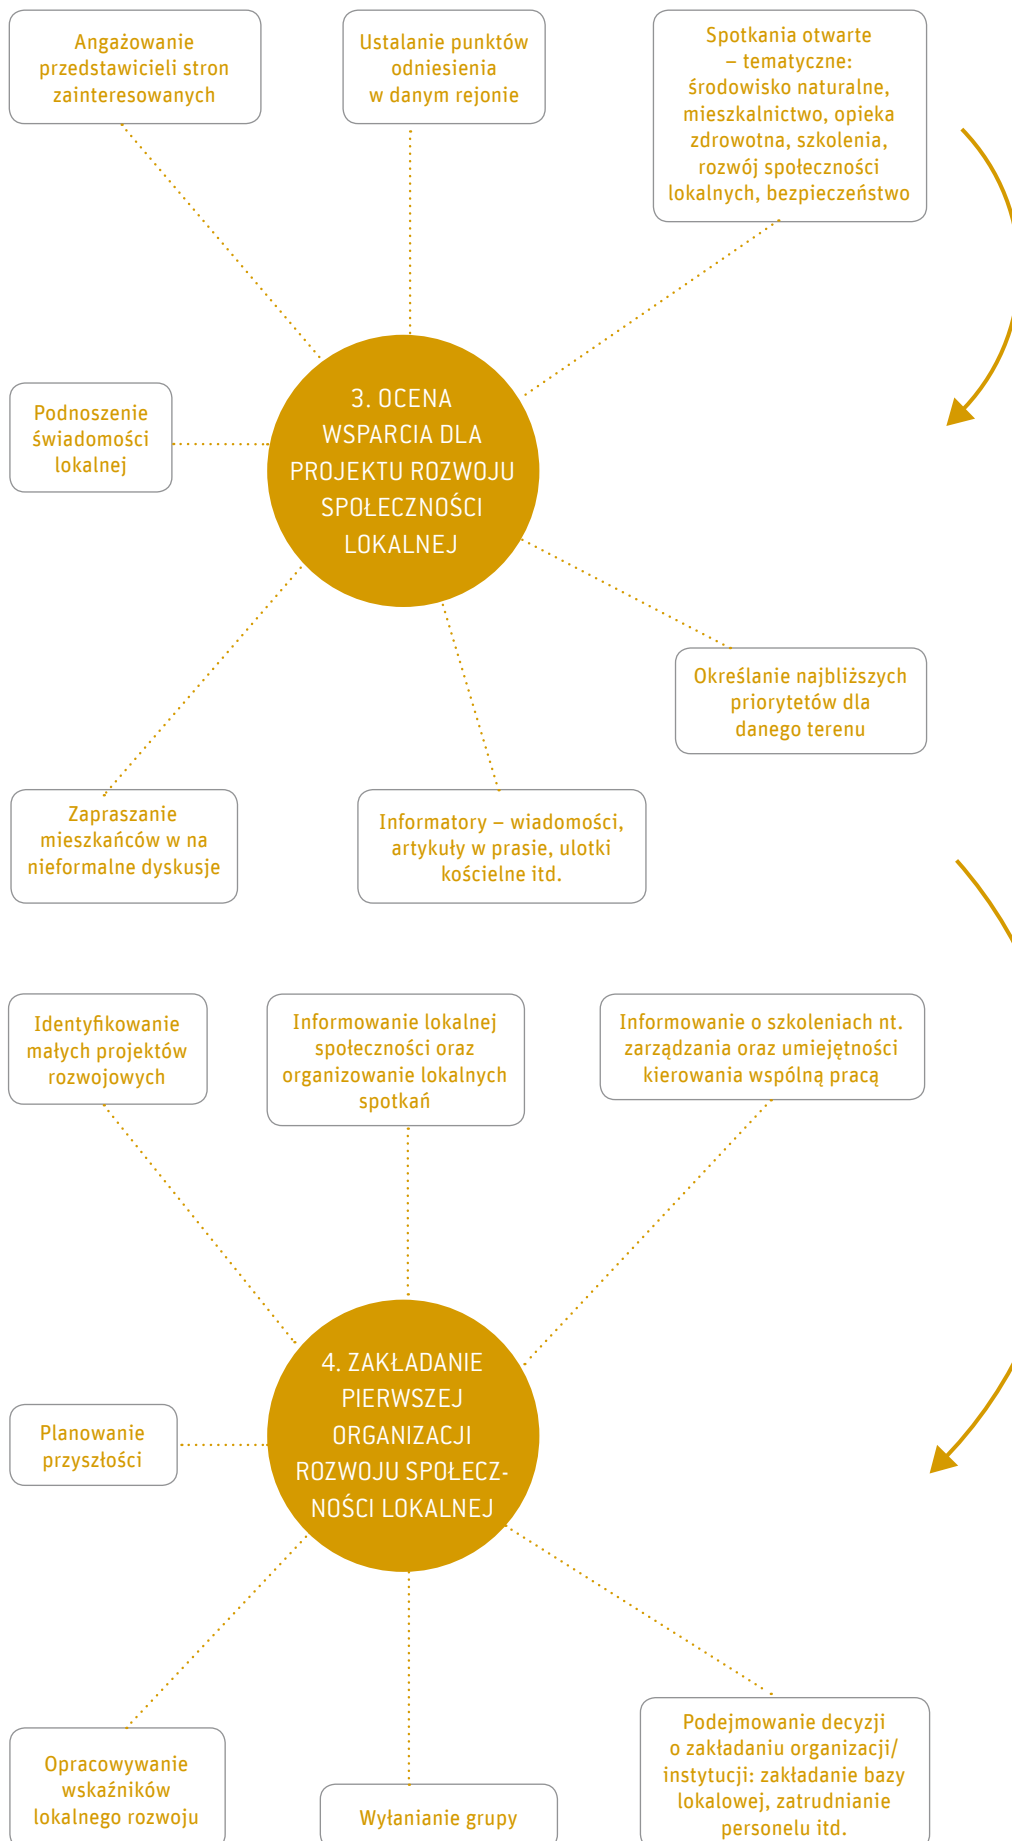 Angażowanie
przedstawicieli stron
zainteresowanych
Ustalanie punktów
odniesienia
w danym rejonie
Spotkania otwarte
– tematyczne:
środowisko naturalne,
mieszkalnictwo, opieka
zdrowotna, szkolenia,
rozwój społeczności
lokalnych, bezpieczeństwo
Podnoszenie
świadomości
lokalnej
3. OCENA
WSPARCIA DLA
PROJEKTU ROZWOJU
SPOŁECZNOŚCI
LOKALNEJ
Określanie najbliższych
priorytetów dla
danego terenu
Zapraszanie
mieszkańców w na
nieformalne dyskusje
Informatory – wiadomości,
artykuły w prasie, ulotki
kościelne itd.
Identyfikowanie
małych projektów
rozwojowych
Informowanie lokalnej
społeczności oraz
organizowanie lokalnych
spotkań
Informowanie o szkoleniach nt.
zarządzania oraz umiejętności
kierowania wspólną pracą
4. ZAKŁADANIE
PIERWSZEJ
ORGANIZACJI
ROZWOJU SPOŁECZ-
NOŚCI LOKALNEJ
Planowanie
przyszłości
Opracowywanie
wskaźników
lokalnego rozwoju
Wyłanianie grupy
Podejmowanie decyzji
o zakładaniu organizacji/
instytucji: zakładanie bazy
lokalowej, zatrudnianie
personelu itd.